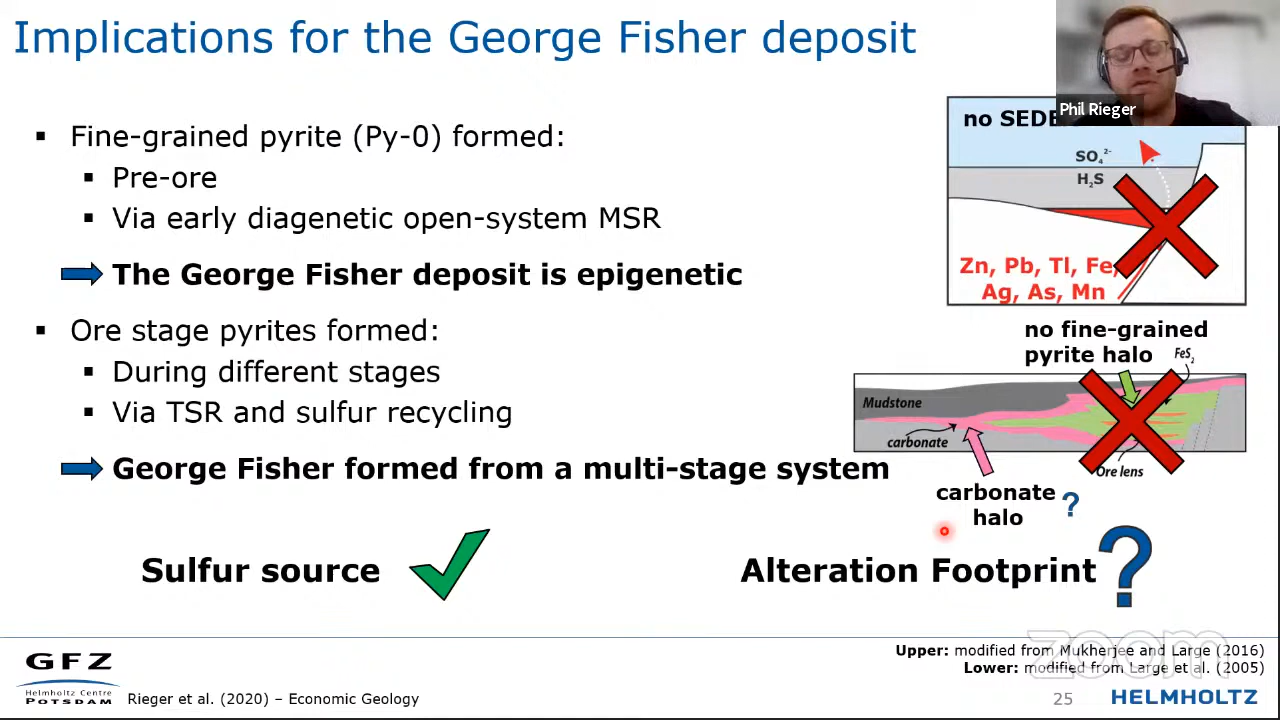 Implications for the George Fisher deposit
Phil Rieger
▪ Fine-grained pyrite (Py-0) formed:
▪ Pre-ore
▪ Via early diagenetic open-system MSR
The George Fisher deposit is epigenetic
▪ Ore stage pyrites formed:
▪ During different stages
▪ Via TSR and sulfur recycling
George Fisher formed from a multi-stage system
Sulfur source
no SEDE
SO₄²⁻
H₂S
Zn, Pb, Tl, Fe,
Ag, As, Mn
no fine-grained
pyrite halo
FeS₂
Mudstone
carbonate
Ore lens
carbonate ?
halo
Alteration Footprint ?
zoom
Upper: modified from Mukherjee and Large (2016)
Lower: modified from Large et al. (2005)
GFZ
Helmholtz Centre
POTSDAM
Rieger et al. (2020) – Economic Geology
25
HELMHOLTZ